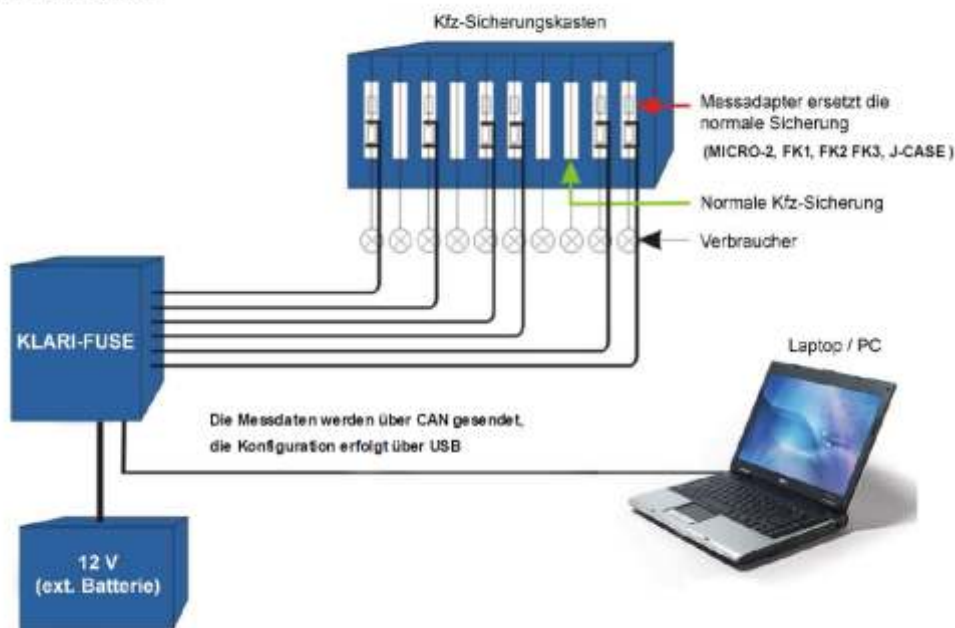 Kfz-Sicherungskasten
Messadapter ersetzt die
normale Sicherung
(MICRO-2, FK1, FK2 FK3, J-CASE )
Normale Kfz-Sicherung
Verbraucher
KLARI-FUSE
Laptop / PC
Die Messdaten werden über CAN gesendet,
die Konfiguration erfolgt über USB
12 V
(ext. Batterie)